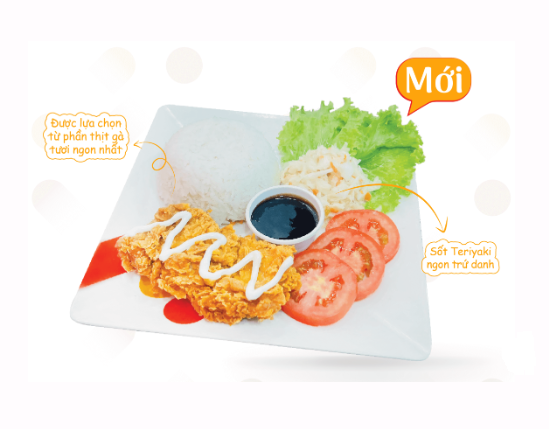 Mới
Được lựa chọn
từ phần thịt gà
tươi ngon nhất
Sốt Teriyaki
ngon trứ danh